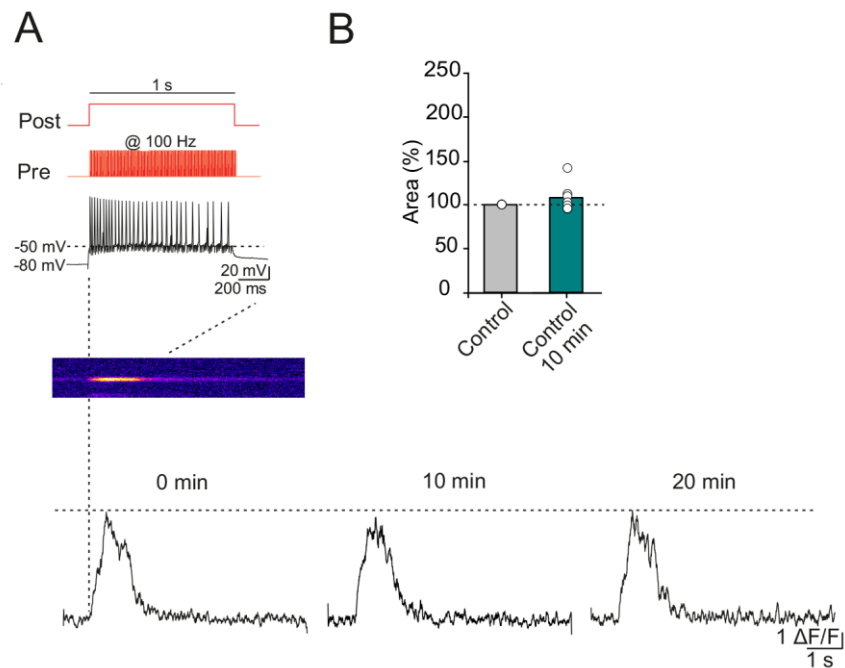 A
B
1 s
Post
@ 100 Hz
Pre
-50 mV
-80 mV
20 mV
200 ms
250
200
150
100
50
0
Area (%)
Control
Control
10 min
0 min
10 min
20 min
1 ΔF/F
1 s